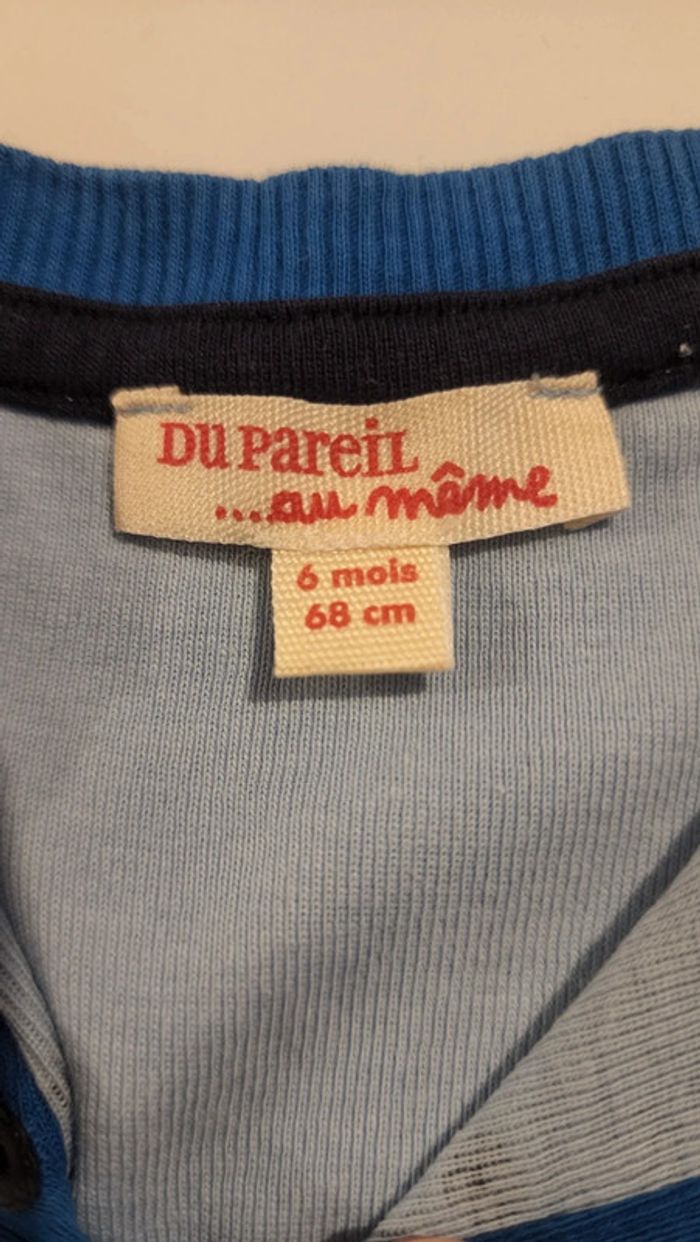 Du Pareil
...au même
6 mois
68 cm